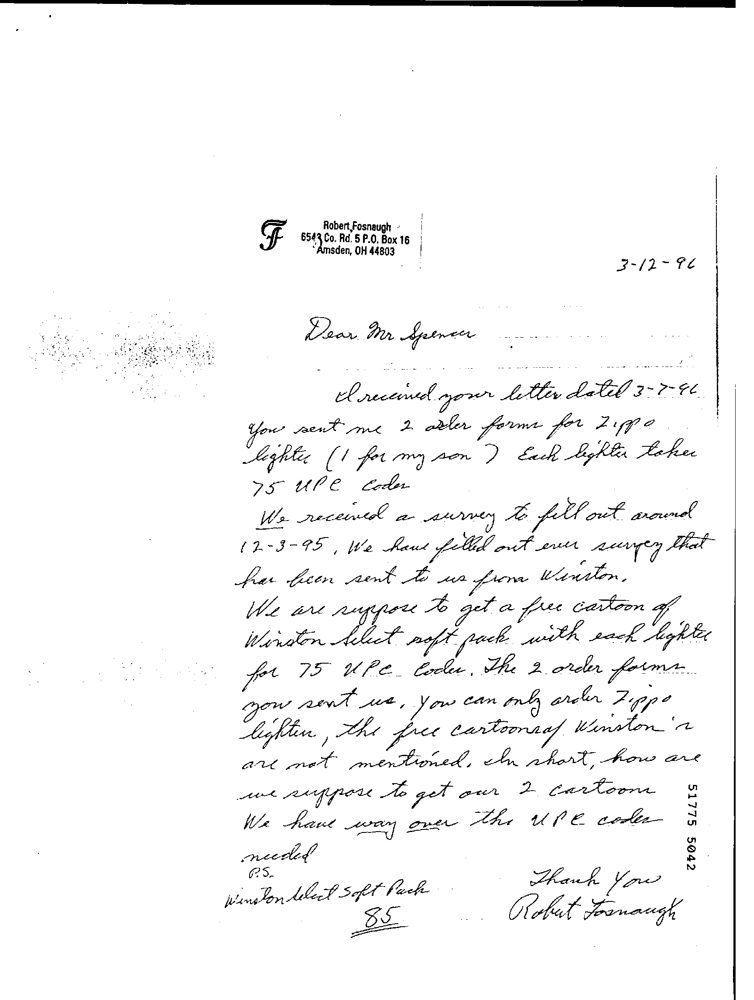 F
Robert Fosnaugh
6543 Co. Rd. 5 P.O. Box 16
Amsden, OH 44803
3-12-96
Dear Mr Spencer
I received your letter dated 3-7-96
You sent me 2 order forms for Zippo
lighter (1 for my son) Each lighter takes
75 UPC Codes
We received a survey to fill out around
12-3-95, We have filled out ever survey that
has been sent to us from Winston.
We are suppose to get a free cartoon of
Winston Select soft pack with each lighter
for 75 UPC Codes. The 2 order forms
you sent us, you can only order Zippo
lighters, the free cartoons of Winston's
are not mentioned. In short, how are
we suppose to get our 2 cartoons
We have way over the UPC codes
needed
P.S.
Winston Select Soft Pack
85
Thank You
Robert Fosnaugh
51775 5042